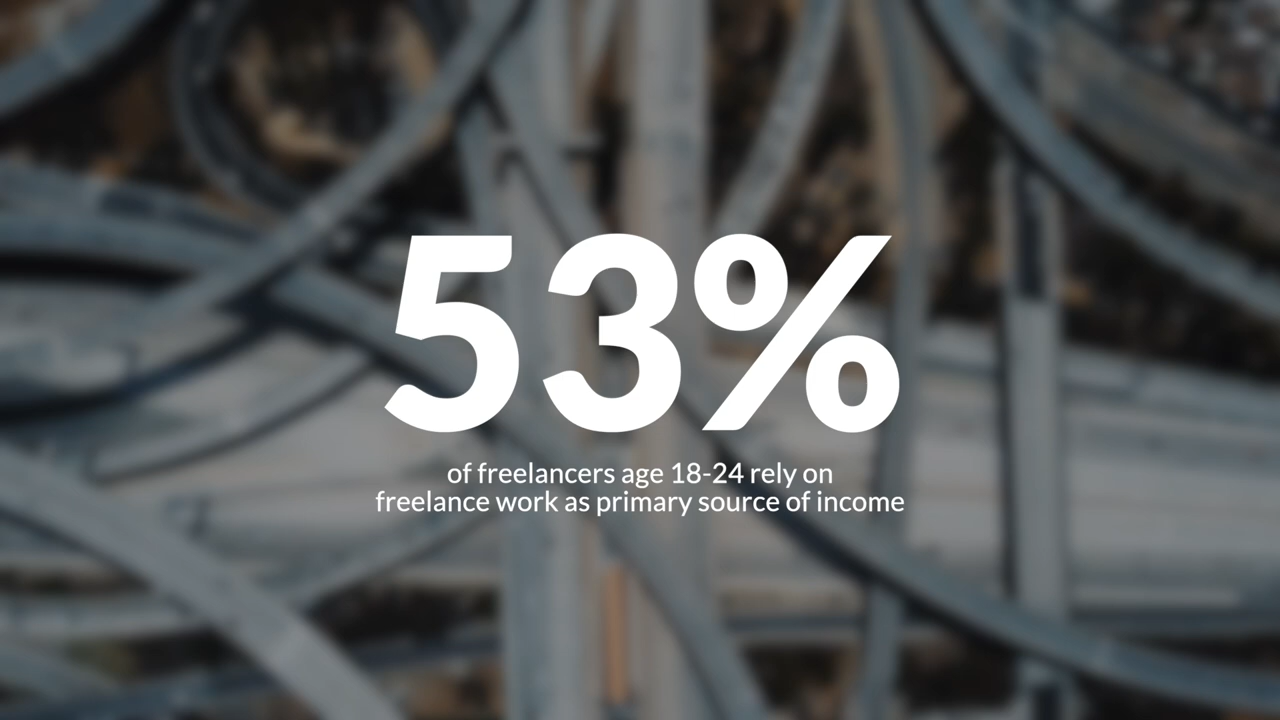 53%
of freelancers age 18-24 rely on
freelance work as primary source of income